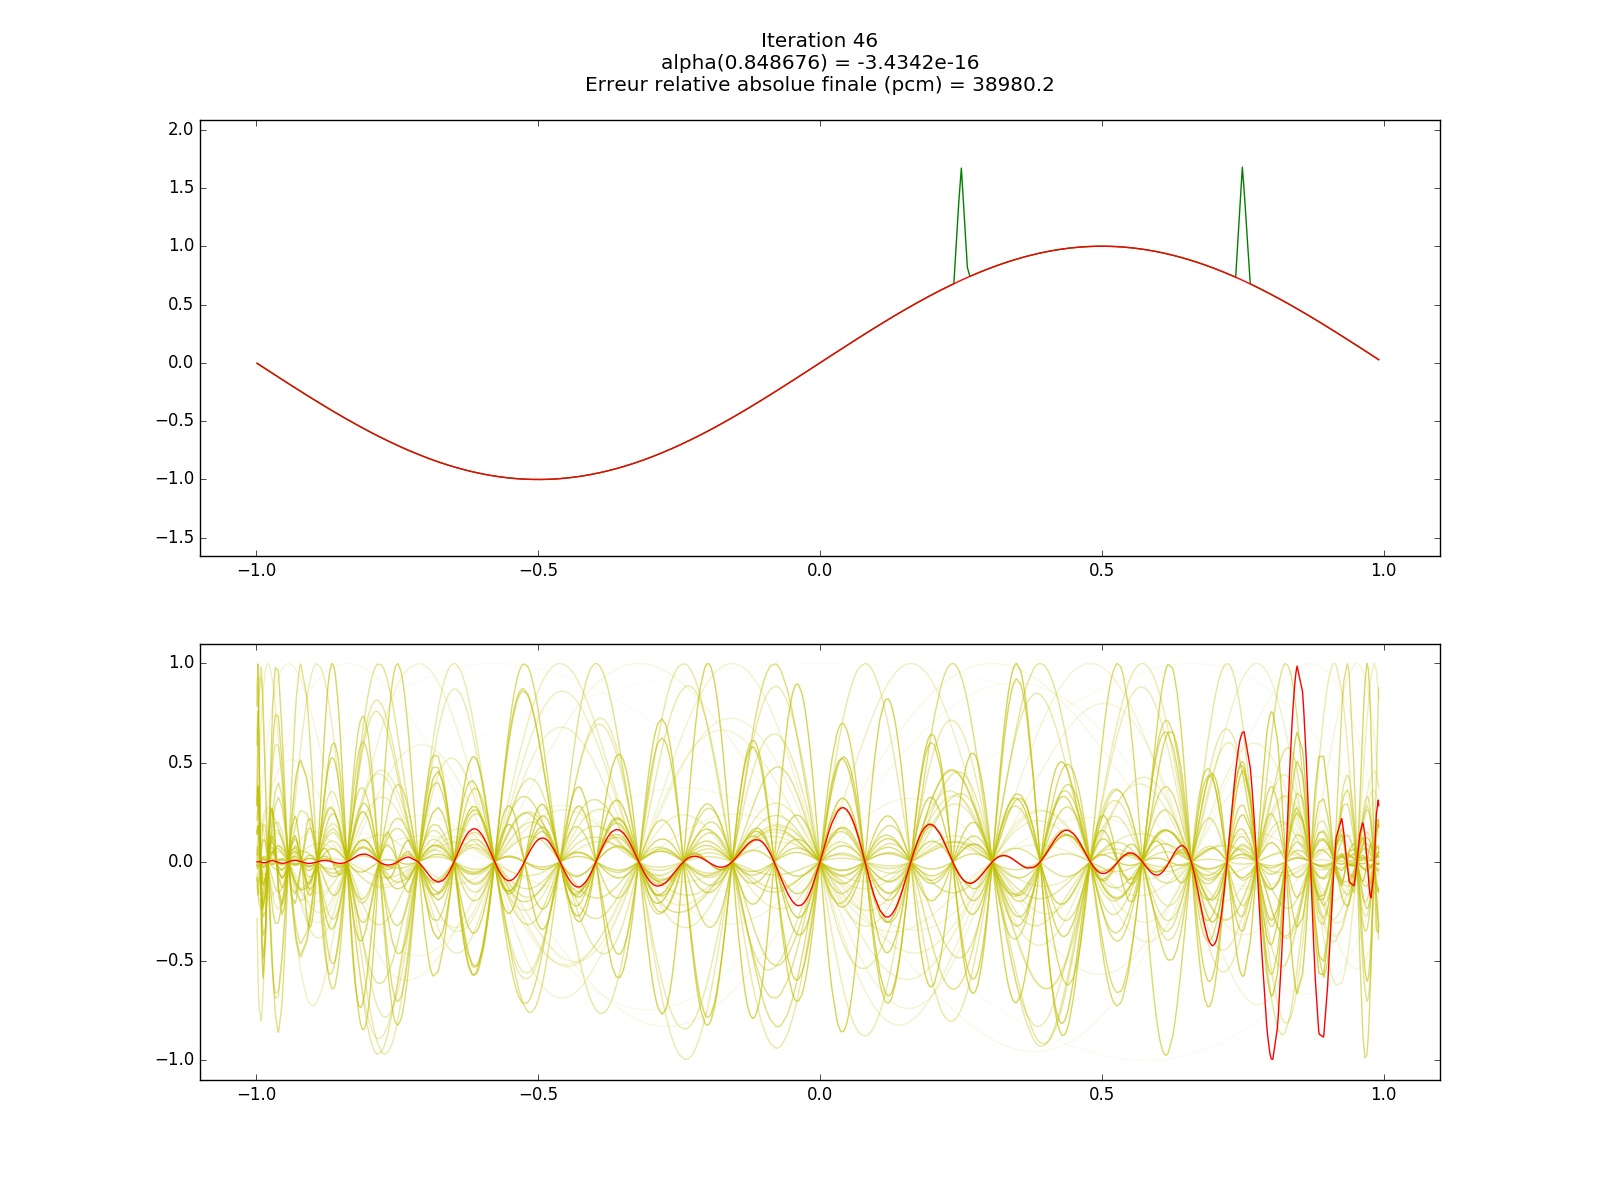 Iteration 46
alpha(0.848676) = -3.4342e-16
Erreur relative absolue finale (pcm) = 38980.2
2.0
1.5
1.0
0.5
0.0
−0.5
−1.0
−1.5
−1.0 −0.5 0.0 0.5 1.0
1.0
0.5
0.0
−0.5
−1.0
−1.0 −0.5 0.0 0.5 1.0